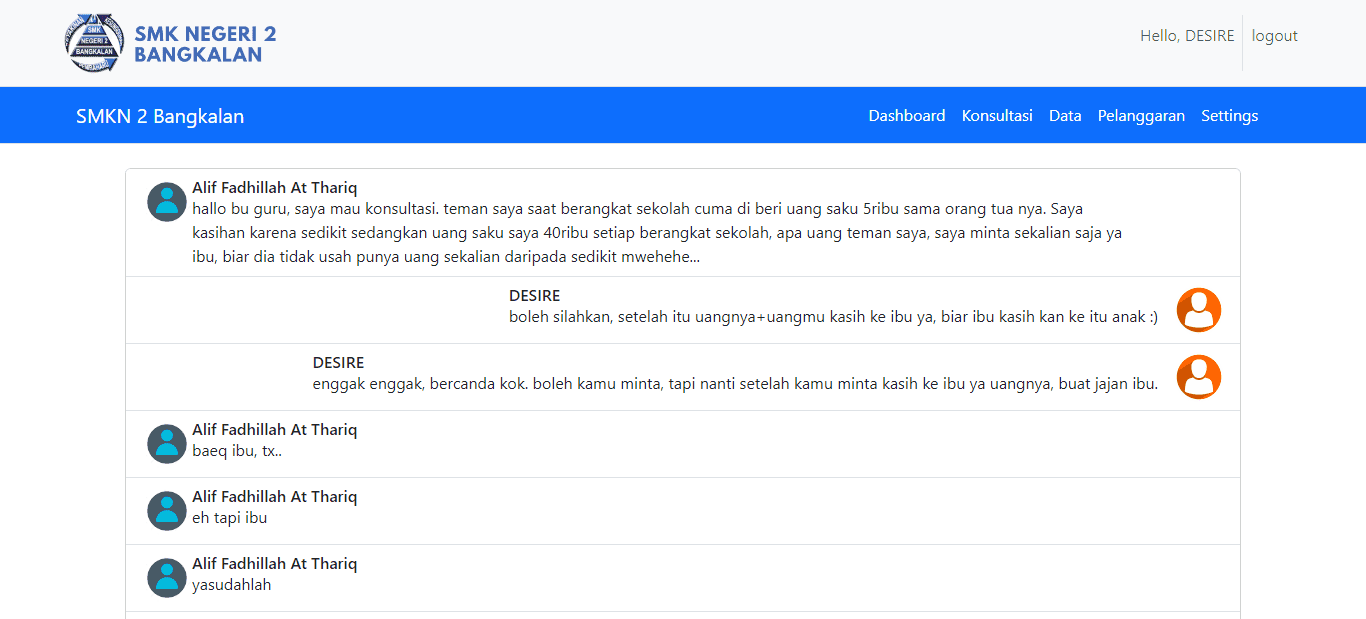 SMK
NEGERI 2
BANGKALAN
SMK NEGERI 2
BANGKALAN
Hello, DESIRE
logout
SMKN 2 Bangkalan
Dashboard
Konsultasi
Data
Pelanggaran
Settings
Alif Fadhillah At Thariq
hallo bu guru, saya mau konsultasi. teman saya saat berangkat sekolah cuma di beri uang saku 5ribu sama orang tua nya. Saya
kasihan karena sedikit sedangkan uang saku saya 40ribu setiap berangkat sekolah, apa uang teman saya, saya minta sekalian saja ya
ibu, biar dia tidak usah punya uang sekalian daripada sedikit mwehehe...
DESIRE
boleh silahkan, setelah itu uangnya+uangmu kasih ke ibu ya, biar ibu kasih kan ke itu anak :)
DESIRE
enggak enggak, bercanda kok. boleh kamu minta, tapi nanti setelah kamu minta kasih ke ibu ya uangnya, buat jajan ibu.
Alif Fadhillah At Thariq
baeq ibu, tx..
Alif Fadhillah At Thariq
eh tapi ibu
Alif Fadhillah At Thariq
yasudahlah